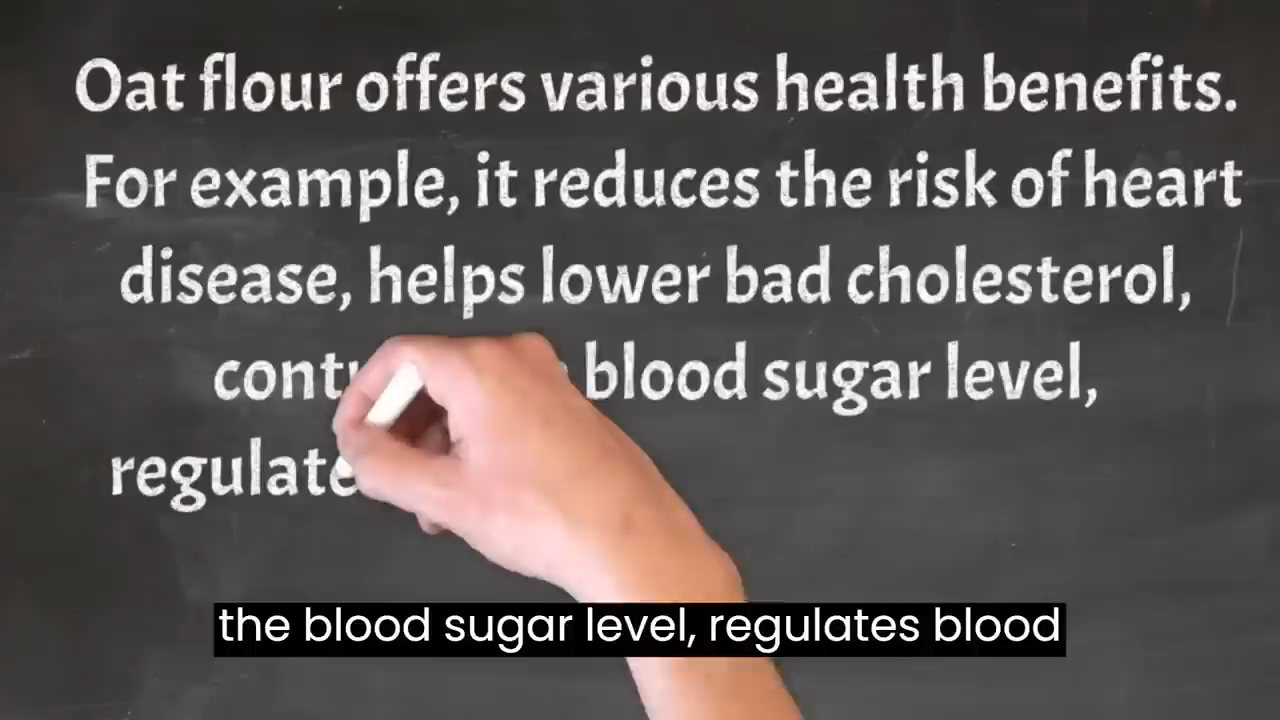 Oat flour offers various health benefits.
For example, it reduces the risk of heart
disease, helps lower bad cholesterol,
blood sugar level,
regulate
the blood sugar level, regulates blood